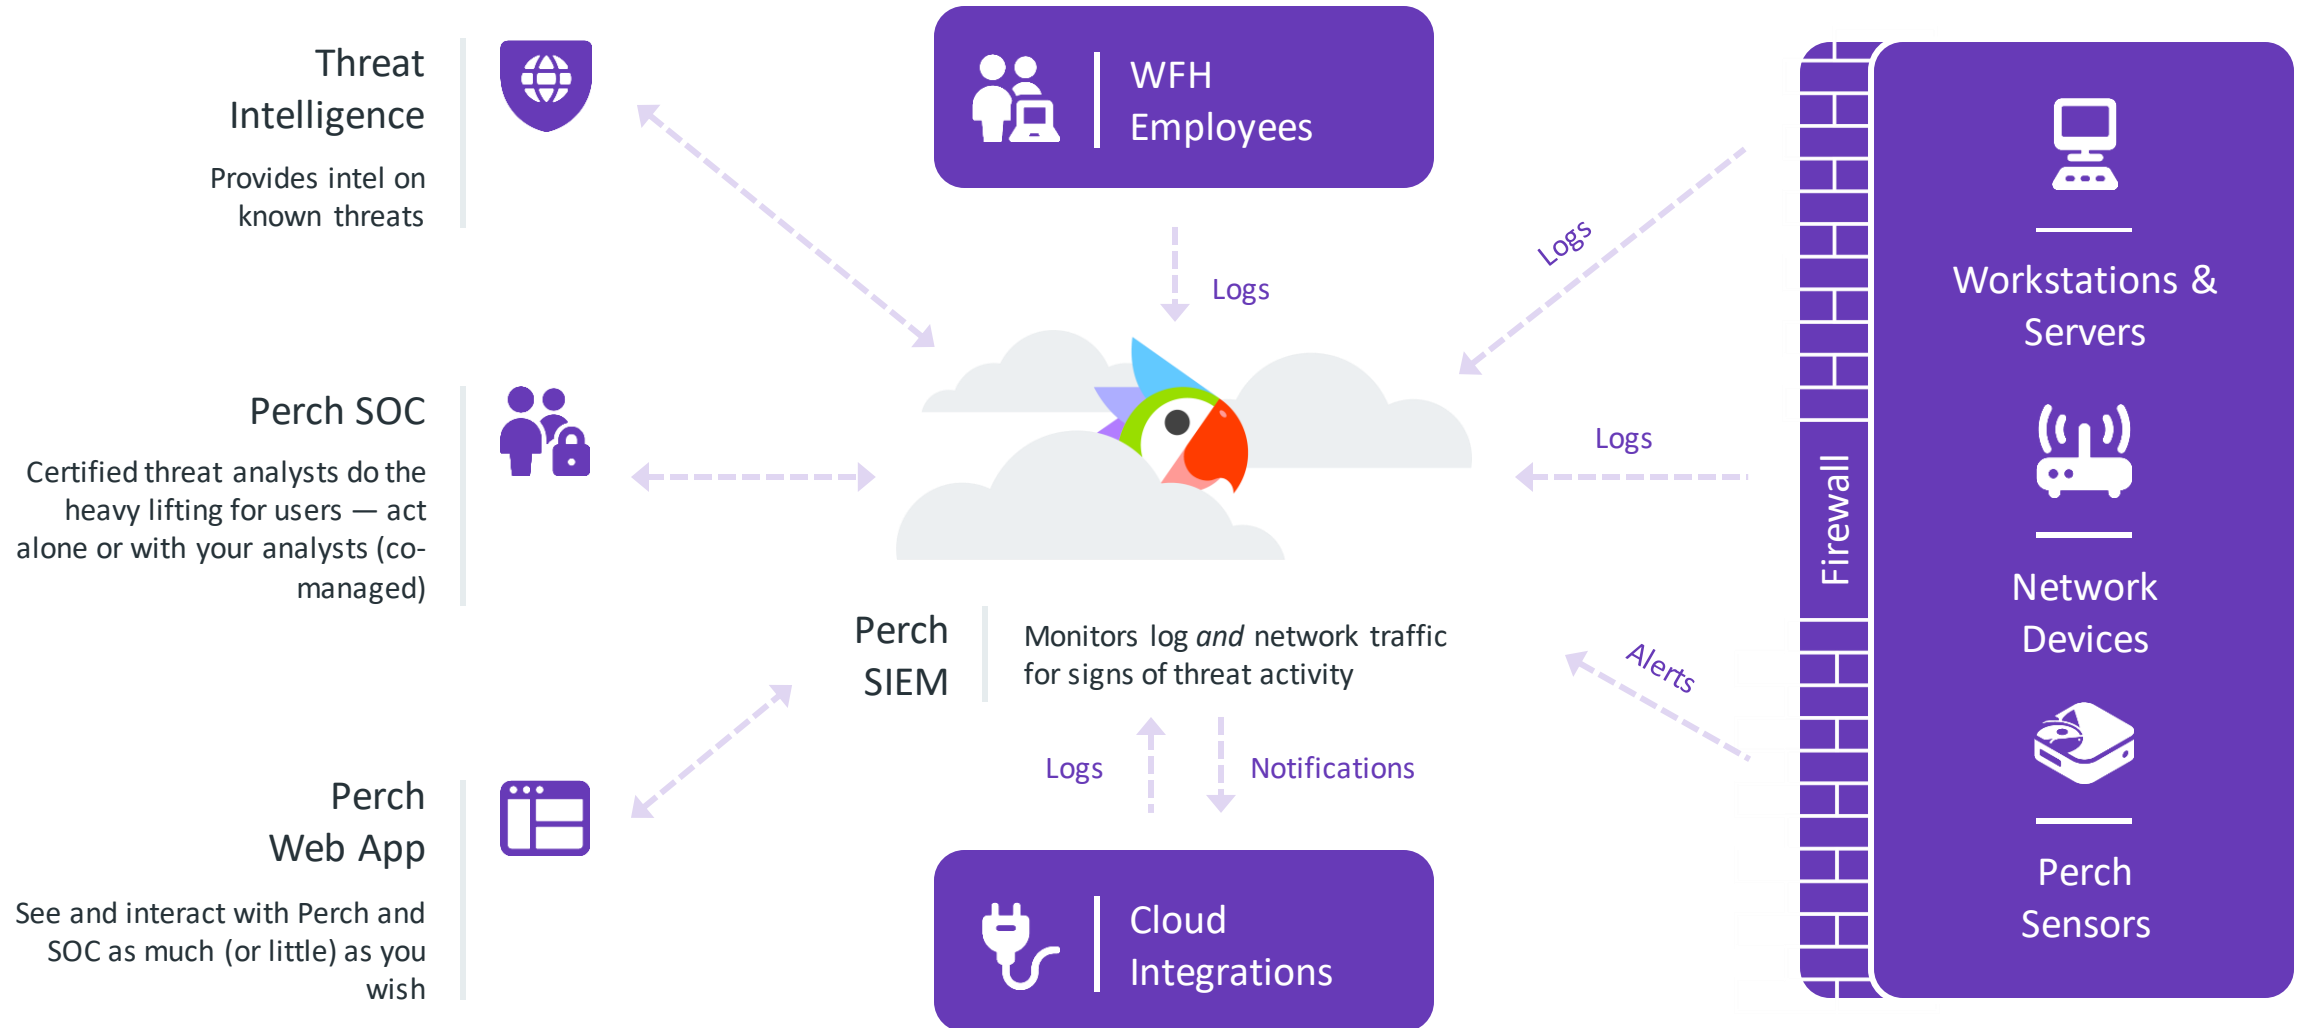 Threat
Intelligence
Provides intel on
known threats
Perch SOC
Certified threat analysts do the
heavy lifting for users — act
alone or with your analysts (co-
managed)
Perch
Web App
See and interact with Perch and
SOC as much (or little) as you
wish
WFH
Employees
Logs
Perch
SIEM
Monitors log and network traffic
for signs of threat activity
Logs
Notifications
Cloud
Integrations
Logs
Logs
Alerts
Firewall
Workstations &
Servers
Network
Devices
Perch
Sensors